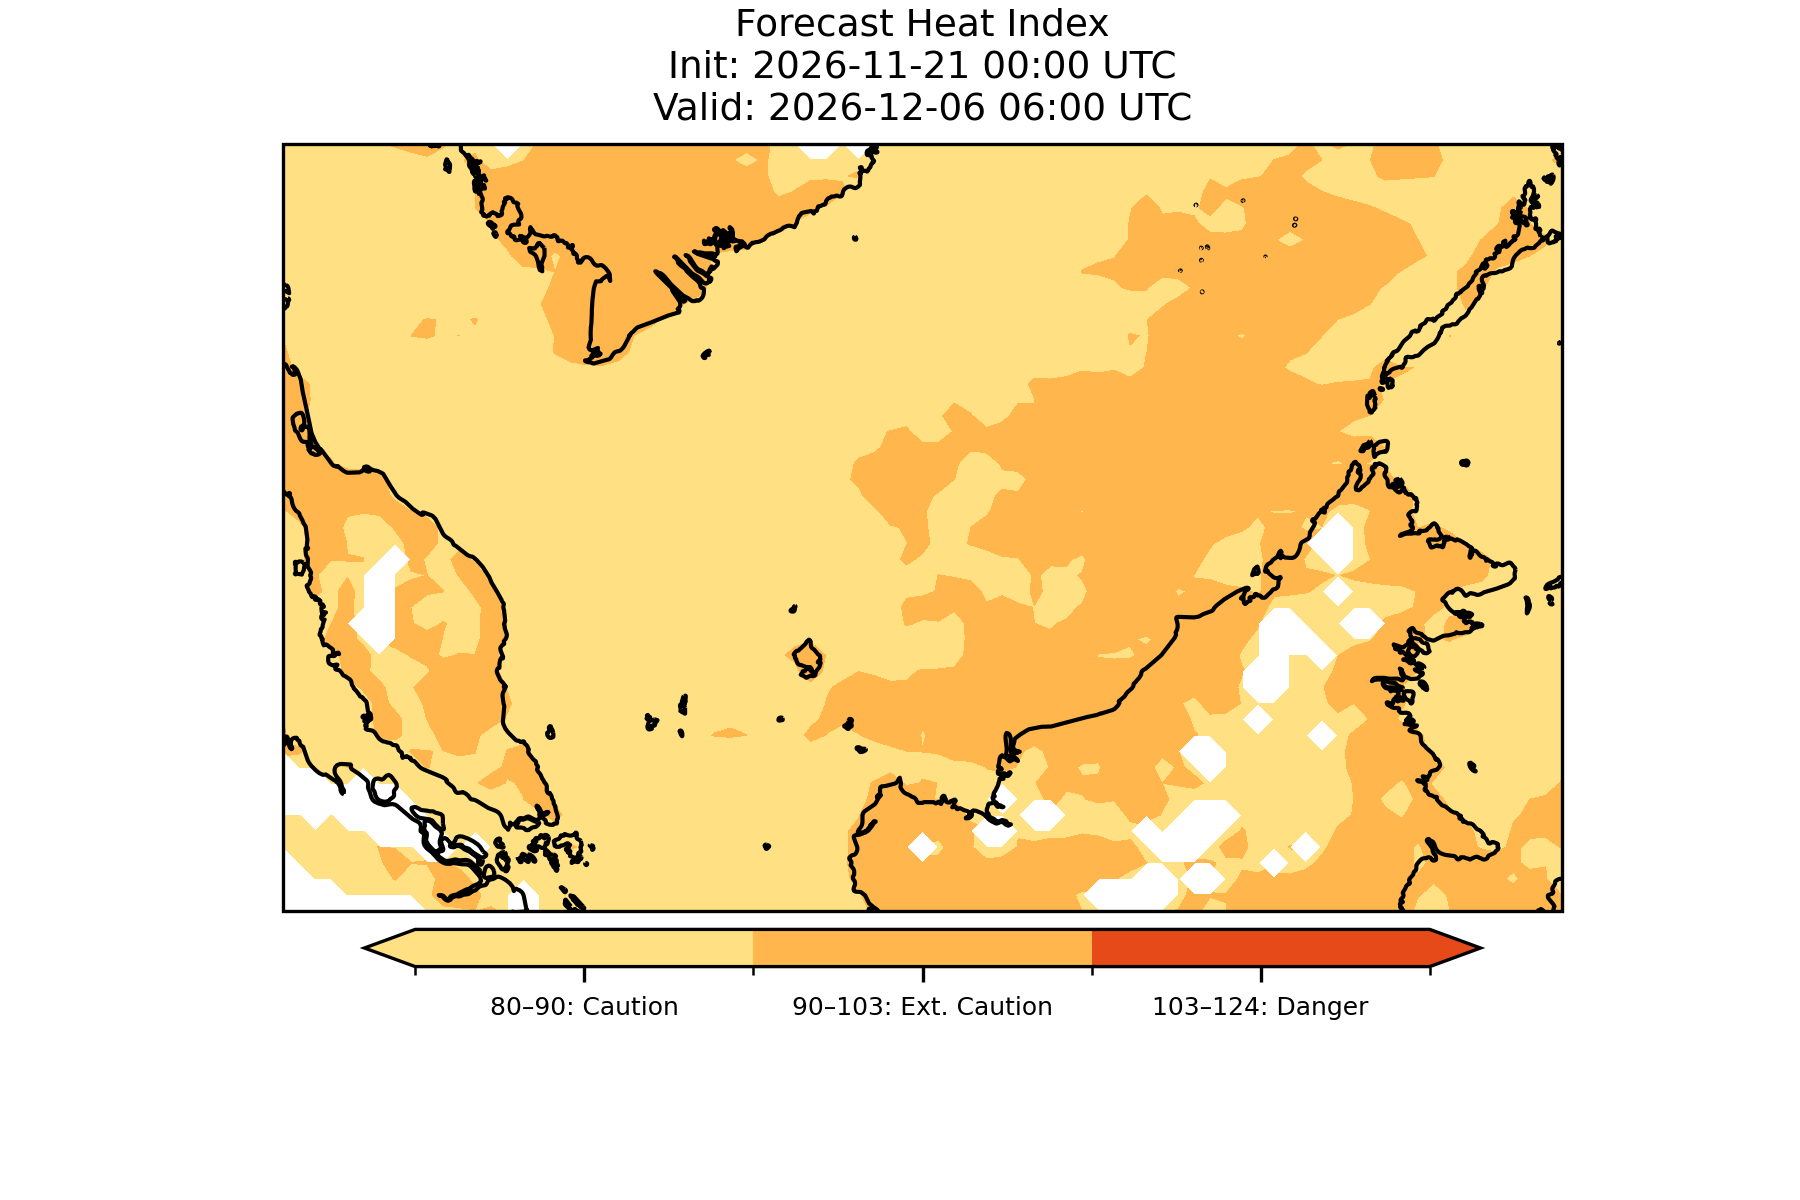 Forecast Heat Index
Init: 2026-11-21 00:00 UTC
Valid: 2026-12-06 06:00 UTC
80–90: Caution
90–103: Ext. Caution
103–124: Danger